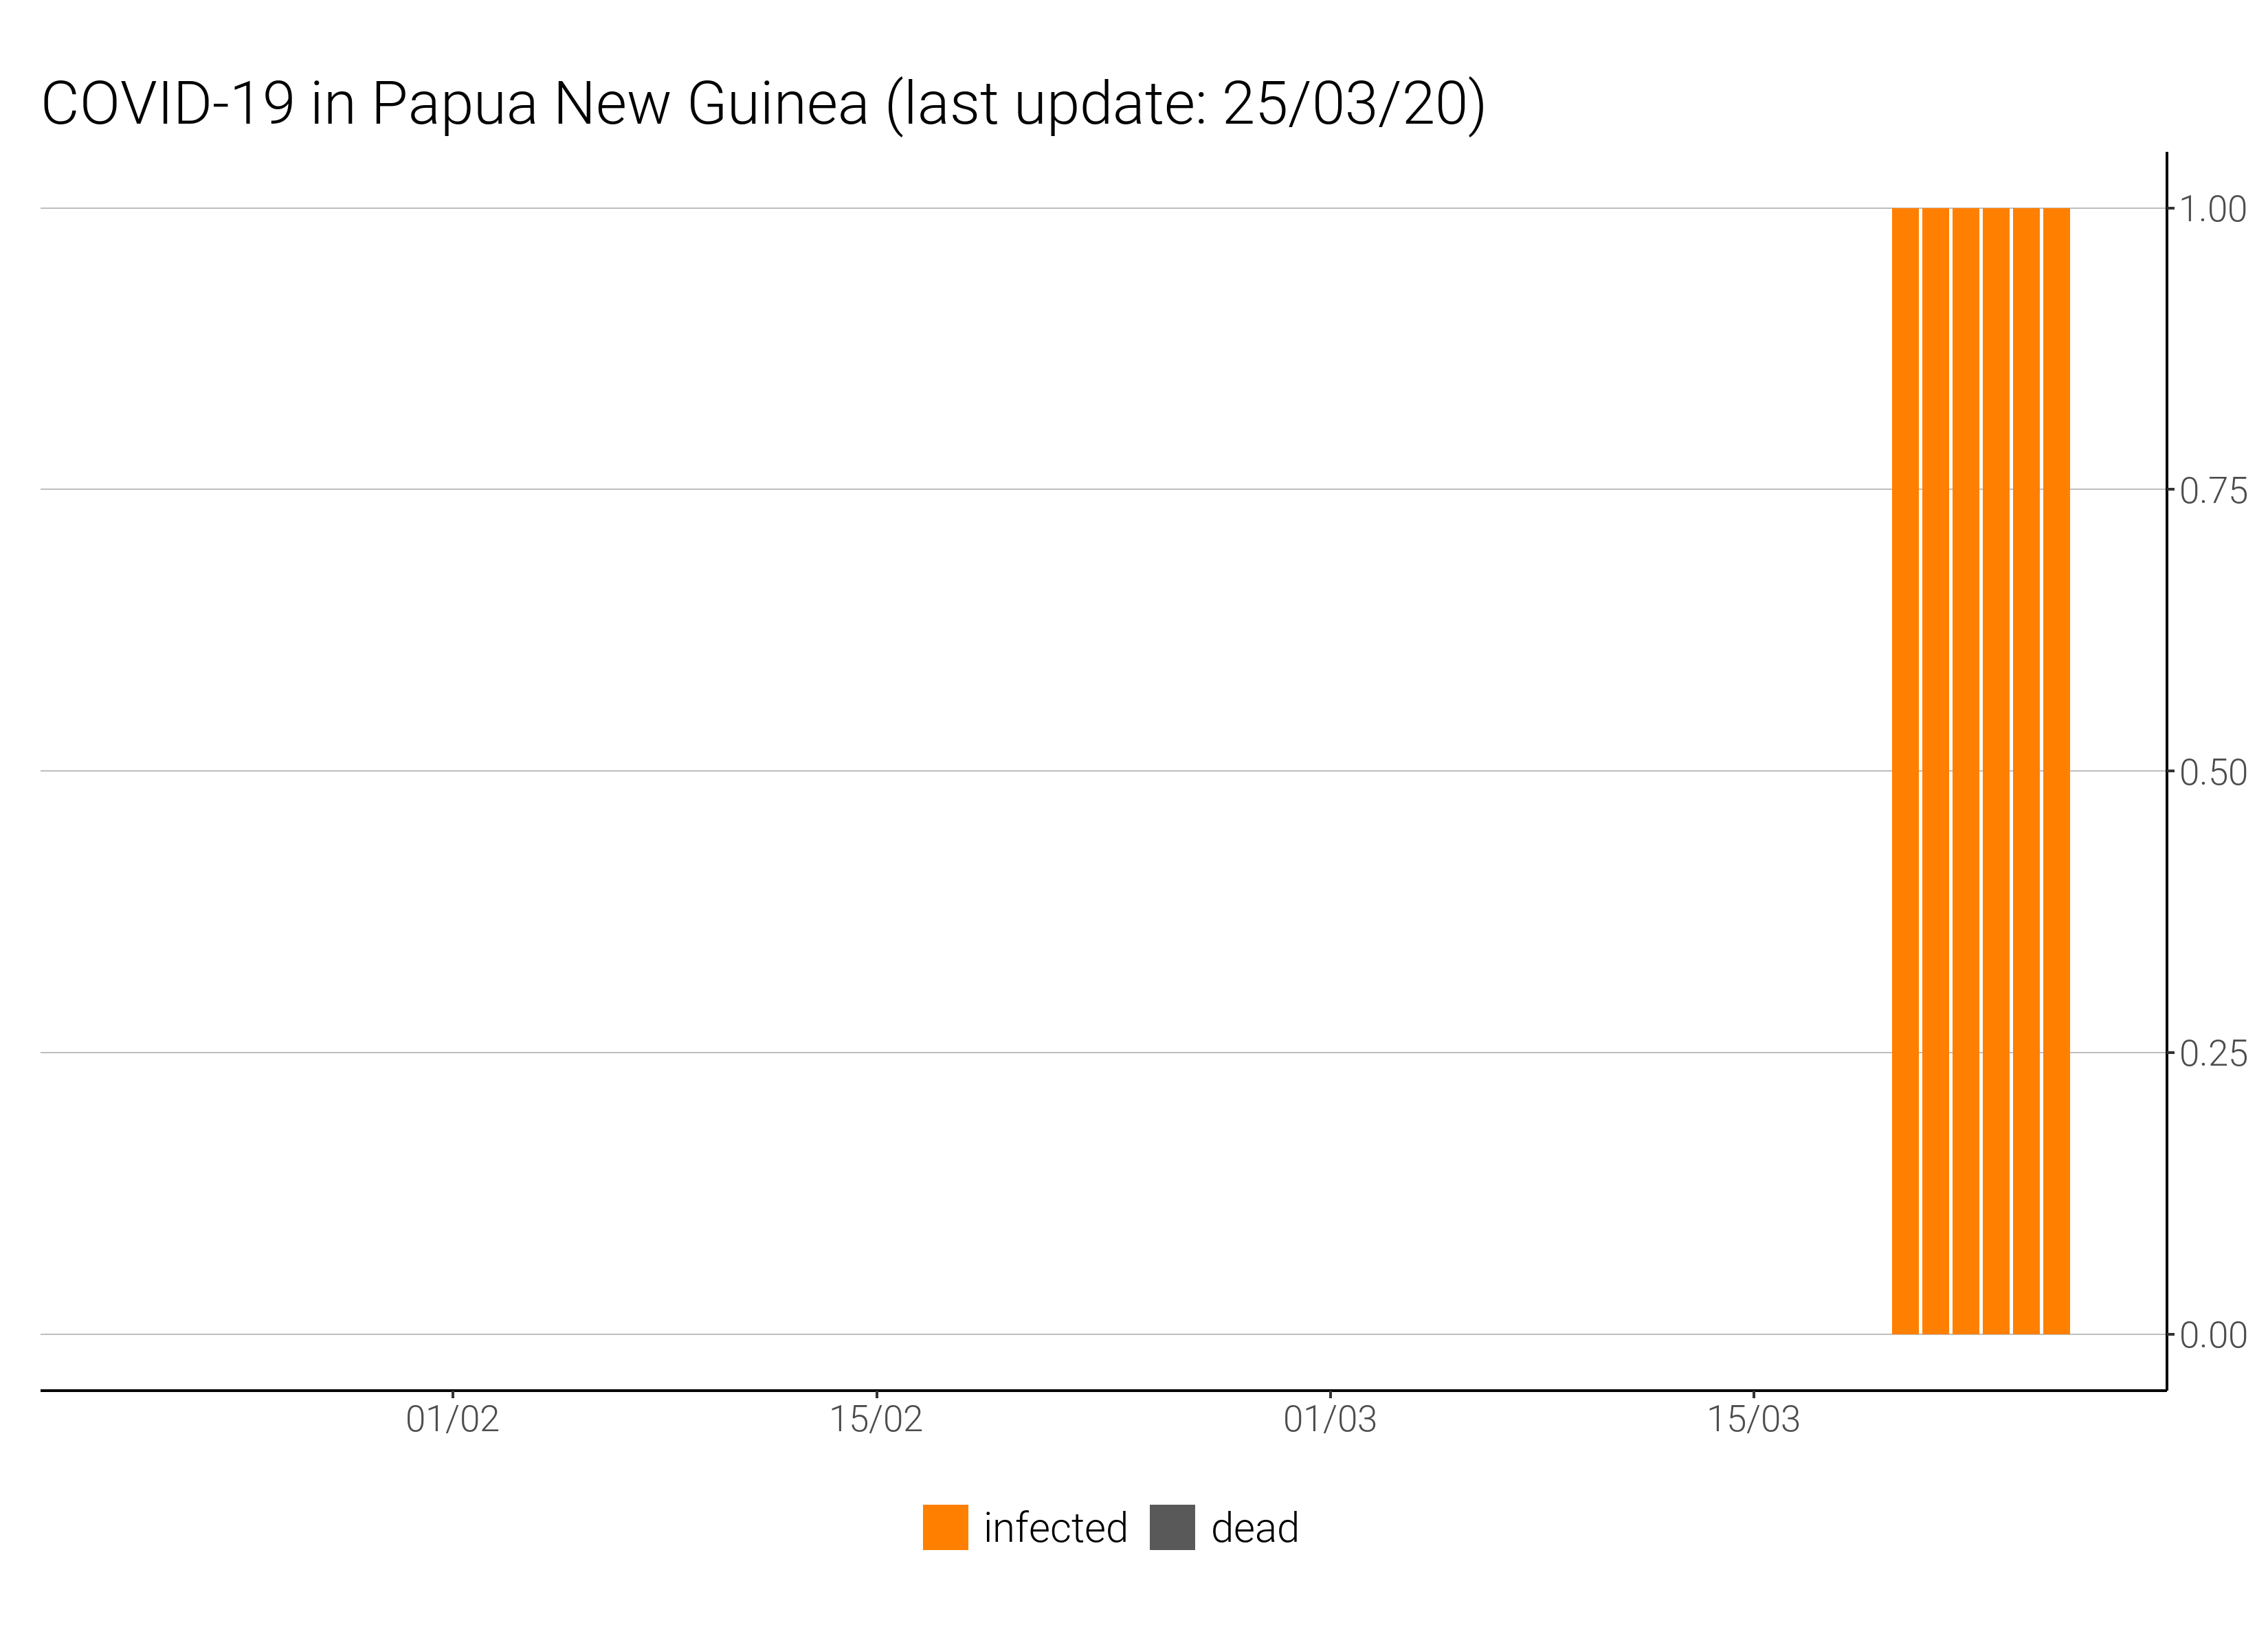 COVID-19 in Papua New Guinea (last update: 25/03/20)
1.00
0.75
0.50
0.25
0.00
01/02 15/02 01/03 15/03
infected dead